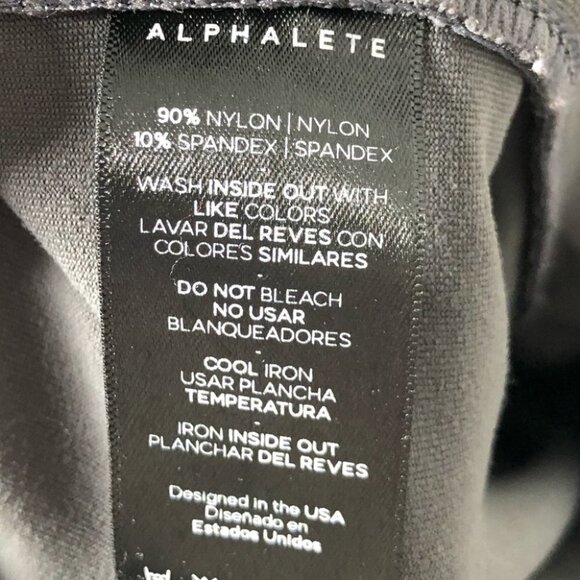 ALPHALETE
90% NYLON | NYLON
10% SPANDEX | SPANDEX
WASH INSIDE OUT WITH
LIKE COLORS
LAVAR DEL REVES CON
COLORES SIMILARES
-
DO NOT BLEACH
NO USAR
BLANQUEADORES
-
COOL IRON
USAR PLANCHA
TEMPERATURA
-
IRON INSIDE OUT
PLANCHAR DEL REVES
Designed in the USA
Diseñado en
Estados Unidos